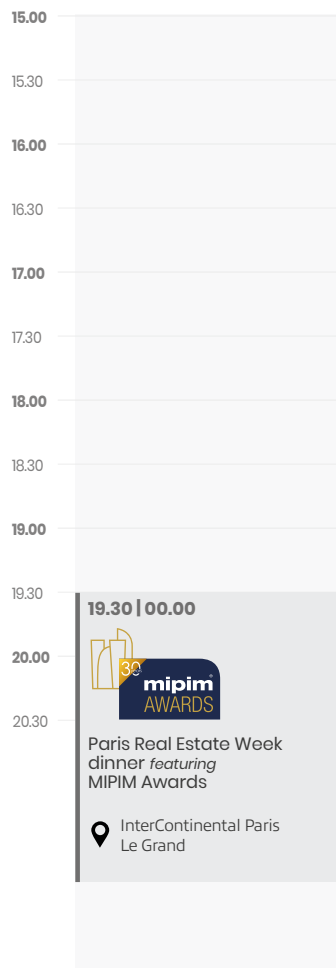 15.00
15.30
16.00
16.30
17.00
17.30
18.00
18.30
19.00
19.30
19.30 | 00.00
20.00
30
mipim
AWARDS
20.30
Paris Real Estate Week
dinner featuring
MIPIM Awards
InterContinental Paris
Le Grand